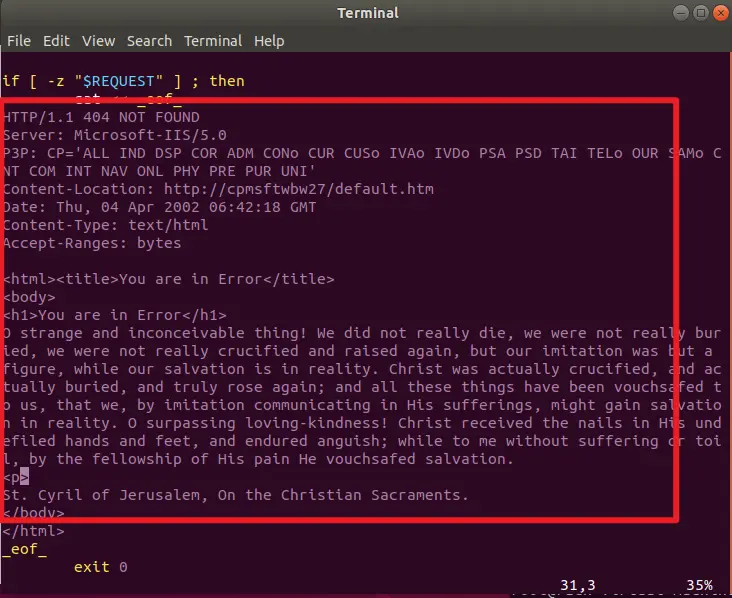 Terminal
File Edit View Search Terminal Help
if [ -z "$REQUEST" ] ; then
cat << _eof_
HTTP/1.1 404 NOT FOUND
Server: Microsoft-IIS/5.0
P3P: CP='ALL IND DSP COR ADM CONo CUR CUSo IVAo IVDo PSA PSD TAI TELo OUR SAMo C
NT COM INT NAV ONL PHY PRE PUR UNI'
Content-Location: http://cpmsftwbw27/default.htm
Date: Thu, 04 Apr 2002 06:42:18 GMT
Content-Type: text/html
Accept-Ranges: bytes
<html><title>You are in Error</title>
<body>
<h1>You are in Error</h1>
O strange and inconceivable thing! We did not really die, we were not really bur
ied, we were not really crucified and raised again, but our imitation was but a
figure, while our salvation is in reality. Christ was actually crucified, and ac
tually buried, and truly rose again; and all these things have been vouchsafed t
o us, that we, by imitation communicating in His sufferings, might gain salvatio
n in reality. O surpassing loving-kindness! Christ received the nails in His und
efiled hands and feet, and endured anguish; while to me without suffering or toi
l, by the fellowship of His pain He vouchsafed salvation.
<p>
St. Cyril of Jerusalem, On the Christian Sacraments.
</body>
</html>
_eof_
exit 0
31,3 35%